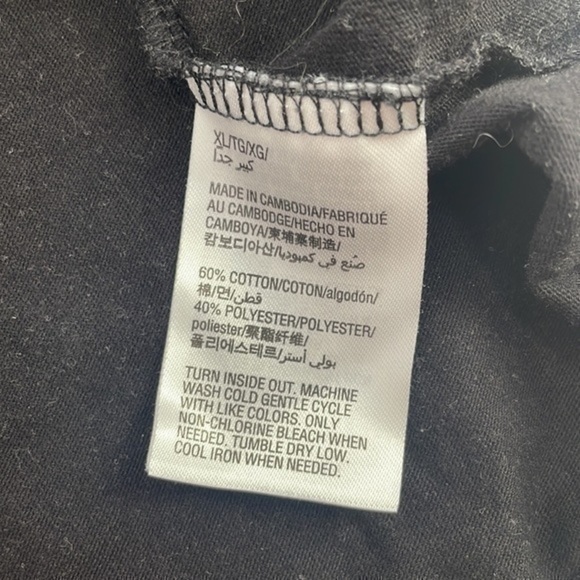 XL/TG/XG/
كبير جداً
MADE IN CAMBODIA/FABRIQUÉ
AU CAMBODGE/HECHO EN
CAMBOYA/柬埔寨制造/
캄보디아산/صُنع في كمبوديا
60% COTTON/COTON/algodón/
棉/면/قطن
40% POLYESTER/POLYESTER/
poliester/聚酯纤维/
폴리에스테르/بولي أستر
TURN INSIDE OUT. MACHINE
WASH COLD GENTLE CYCLE
WITH LIKE COLORS. ONLY
NON-CHLORINE BLEACH WHEN
NEEDED. TUMBLE DRY LOW.
COOL IRON WHEN NEEDED.